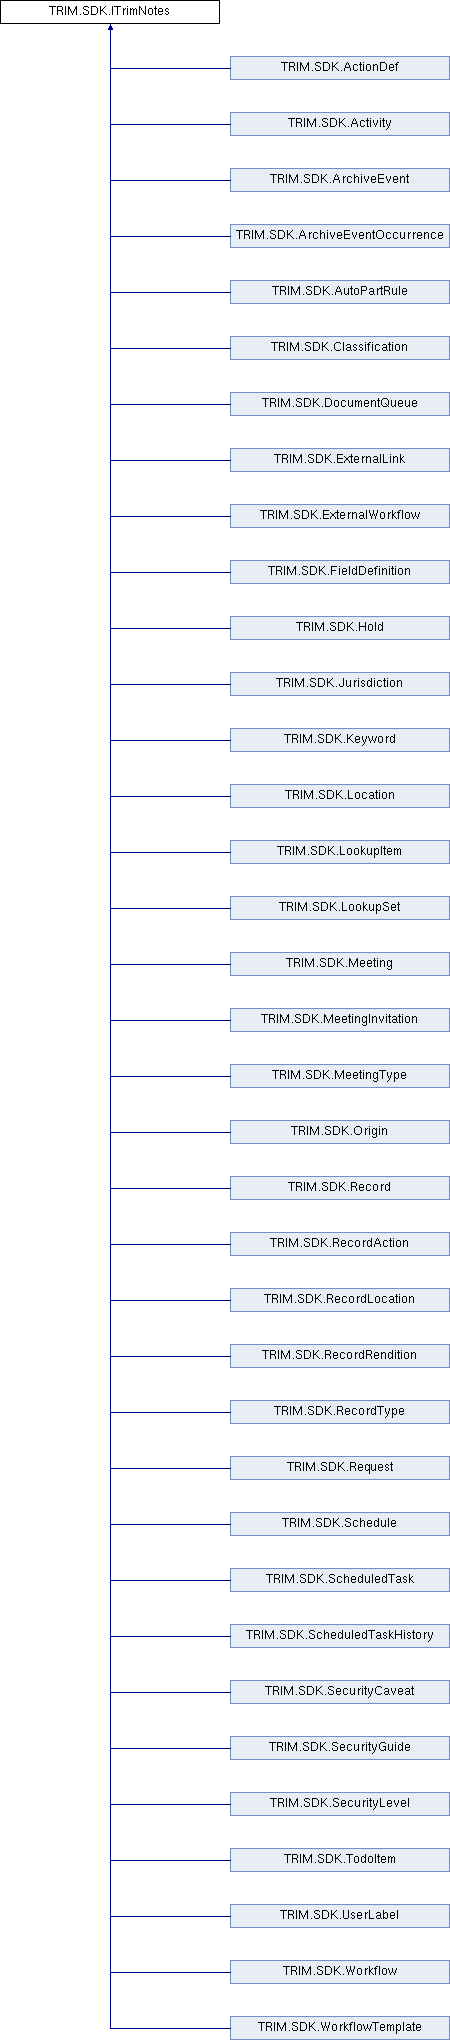 TRIM.SDK.ITrimNotes
TRIM.SDK.ActionDef
TRIM.SDK.Activity
TRIM.SDK.ArchiveEvent
TRIM.SDK.ArchiveEventOccurrence
TRIM.SDK.AutoPartRule
TRIM.SDK.Classification
TRIM.SDK.DocumentQueue
TRIM.SDK.ExternalLink
TRIM.SDK.ExternalWorkflow
TRIM.SDK.FieldDefinition
TRIM.SDK.Hold
TRIM.SDK.Jurisdiction
TRIM.SDK.Keyword
TRIM.SDK.Location
TRIM.SDK.LookupItem
TRIM.SDK.LookupSet
TRIM.SDK.Meeting
TRIM.SDK.MeetingInvitation
TRIM.SDK.MeetingType
TRIM.SDK.Origin
TRIM.SDK.Record
TRIM.SDK.RecordAction
TRIM.SDK.RecordLocation
TRIM.SDK.RecordRendition
TRIM.SDK.RecordType
TRIM.SDK.Request
TRIM.SDK.Schedule
TRIM.SDK.ScheduledTask
TRIM.SDK.ScheduledTaskHistory
TRIM.SDK.SecurityCaveat
TRIM.SDK.SecurityGuide
TRIM.SDK.SecurityLevel
TRIM.SDK.TodoItem
TRIM.SDK.UserLabel
TRIM.SDK.Workflow
TRIM.SDK.WorkflowTemplate